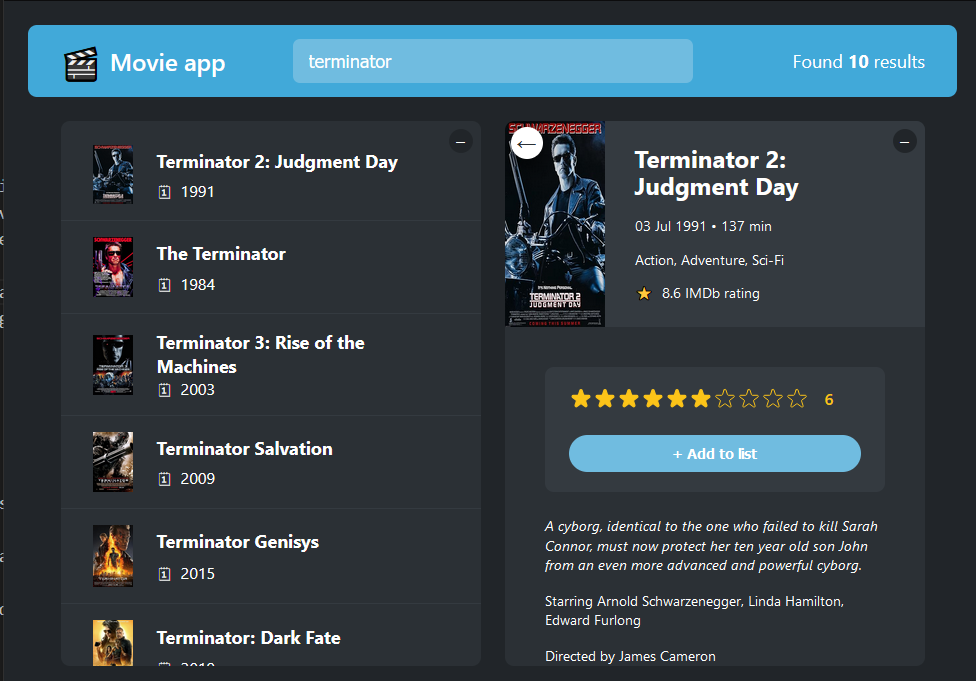 Movie app
terminator
Found 10 results
Terminator 2: Judgment Day
1991
The Terminator
1984
Terminator 3: Rise of the
Machines
2003
Terminator Salvation
2009
Terminator Genisys
2015
Terminator: Dark Fate
2019
SCHWARZENEGGER
TERMINATOR 2
JUDGMENT DAY
Terminator 2:
Judgment Day
03 Jul 1991 • 137 min
Action, Adventure, Sci-Fi
8.6 IMDb rating
6
+ Add to list
A cyborg, identical to the one who failed to kill Sarah
Connor, must now protect her ten year old son John
from an even more advanced and powerful cyborg.
Starring Arnold Schwarzenegger, Linda Hamilton,
Edward Furlong
Directed by James Cameron